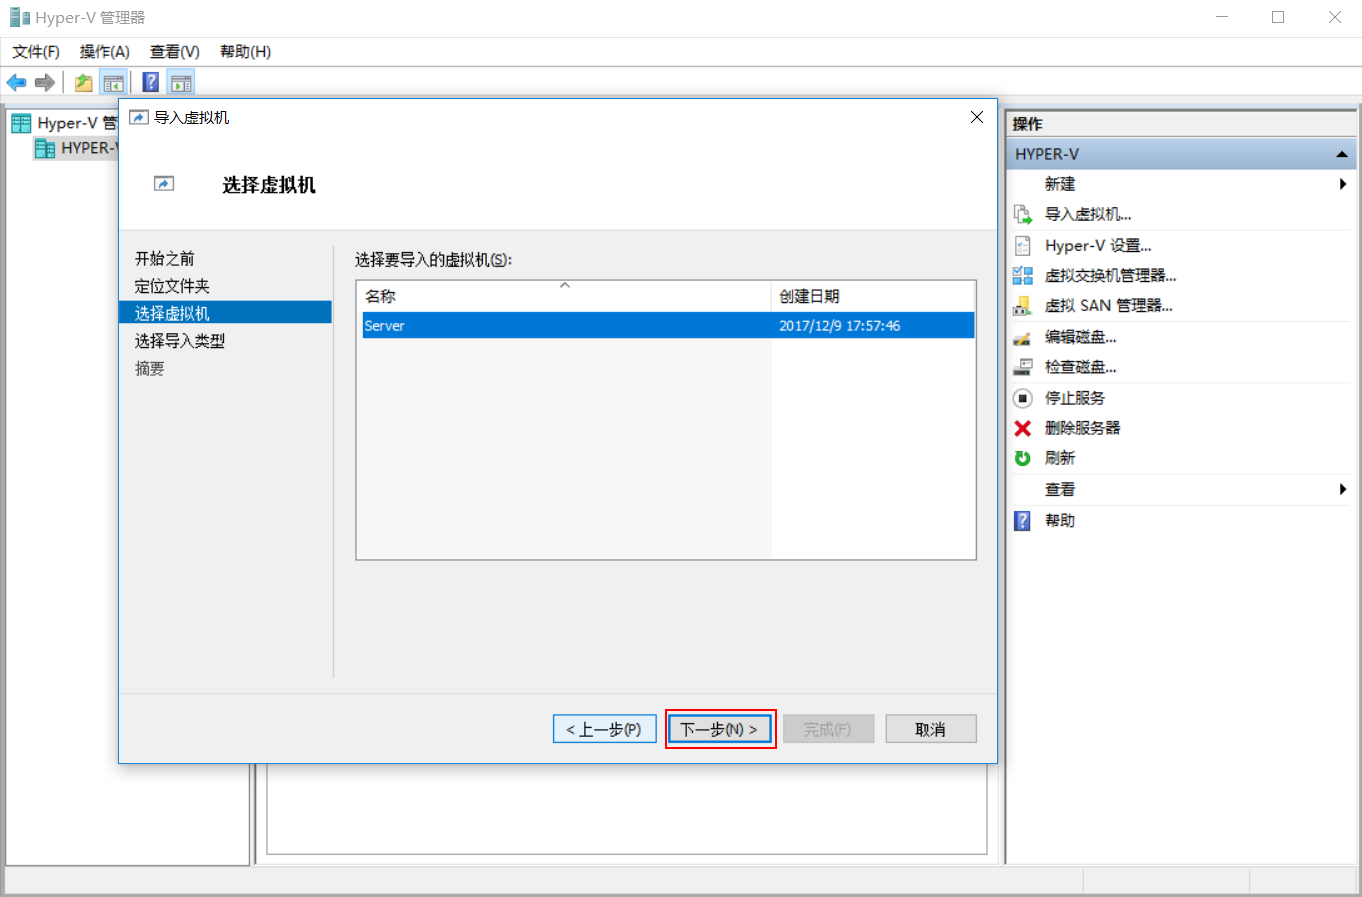 Hyper-V 管理器
文件(F) 操作(A) 查看(V) 帮助(H)
Hyper-V 管
HYPER-V
导入虚拟机
选择虚拟机
开始之前
定位文件夹
选择虚拟机
选择导入类型
摘要
选择要导入的虚拟机(S):
名称 创建日期
Server 2017/12/9 17:57:46
< 上一步(P) 下一步(N) > 完成(F) 取消
操作
HYPER-V
新建
导入虚拟机...
Hyper-V 设置...
虚拟交换机管理器...
虚拟 SAN 管理器...
编辑磁盘...
检查磁盘...
停止服务
删除服务器
刷新
查看
帮助